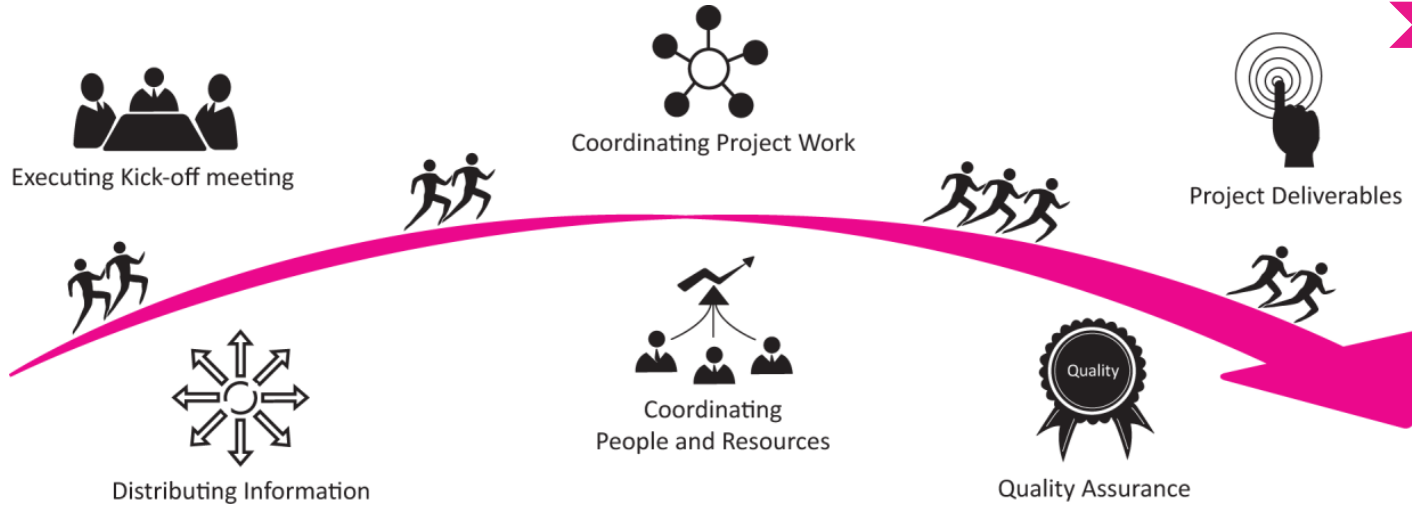 Executing Kick-off meeting
Coordinating Project Work
Project Deliverables
Distributing Information
Coordinating
People and Resources
Quality
Quality Assurance